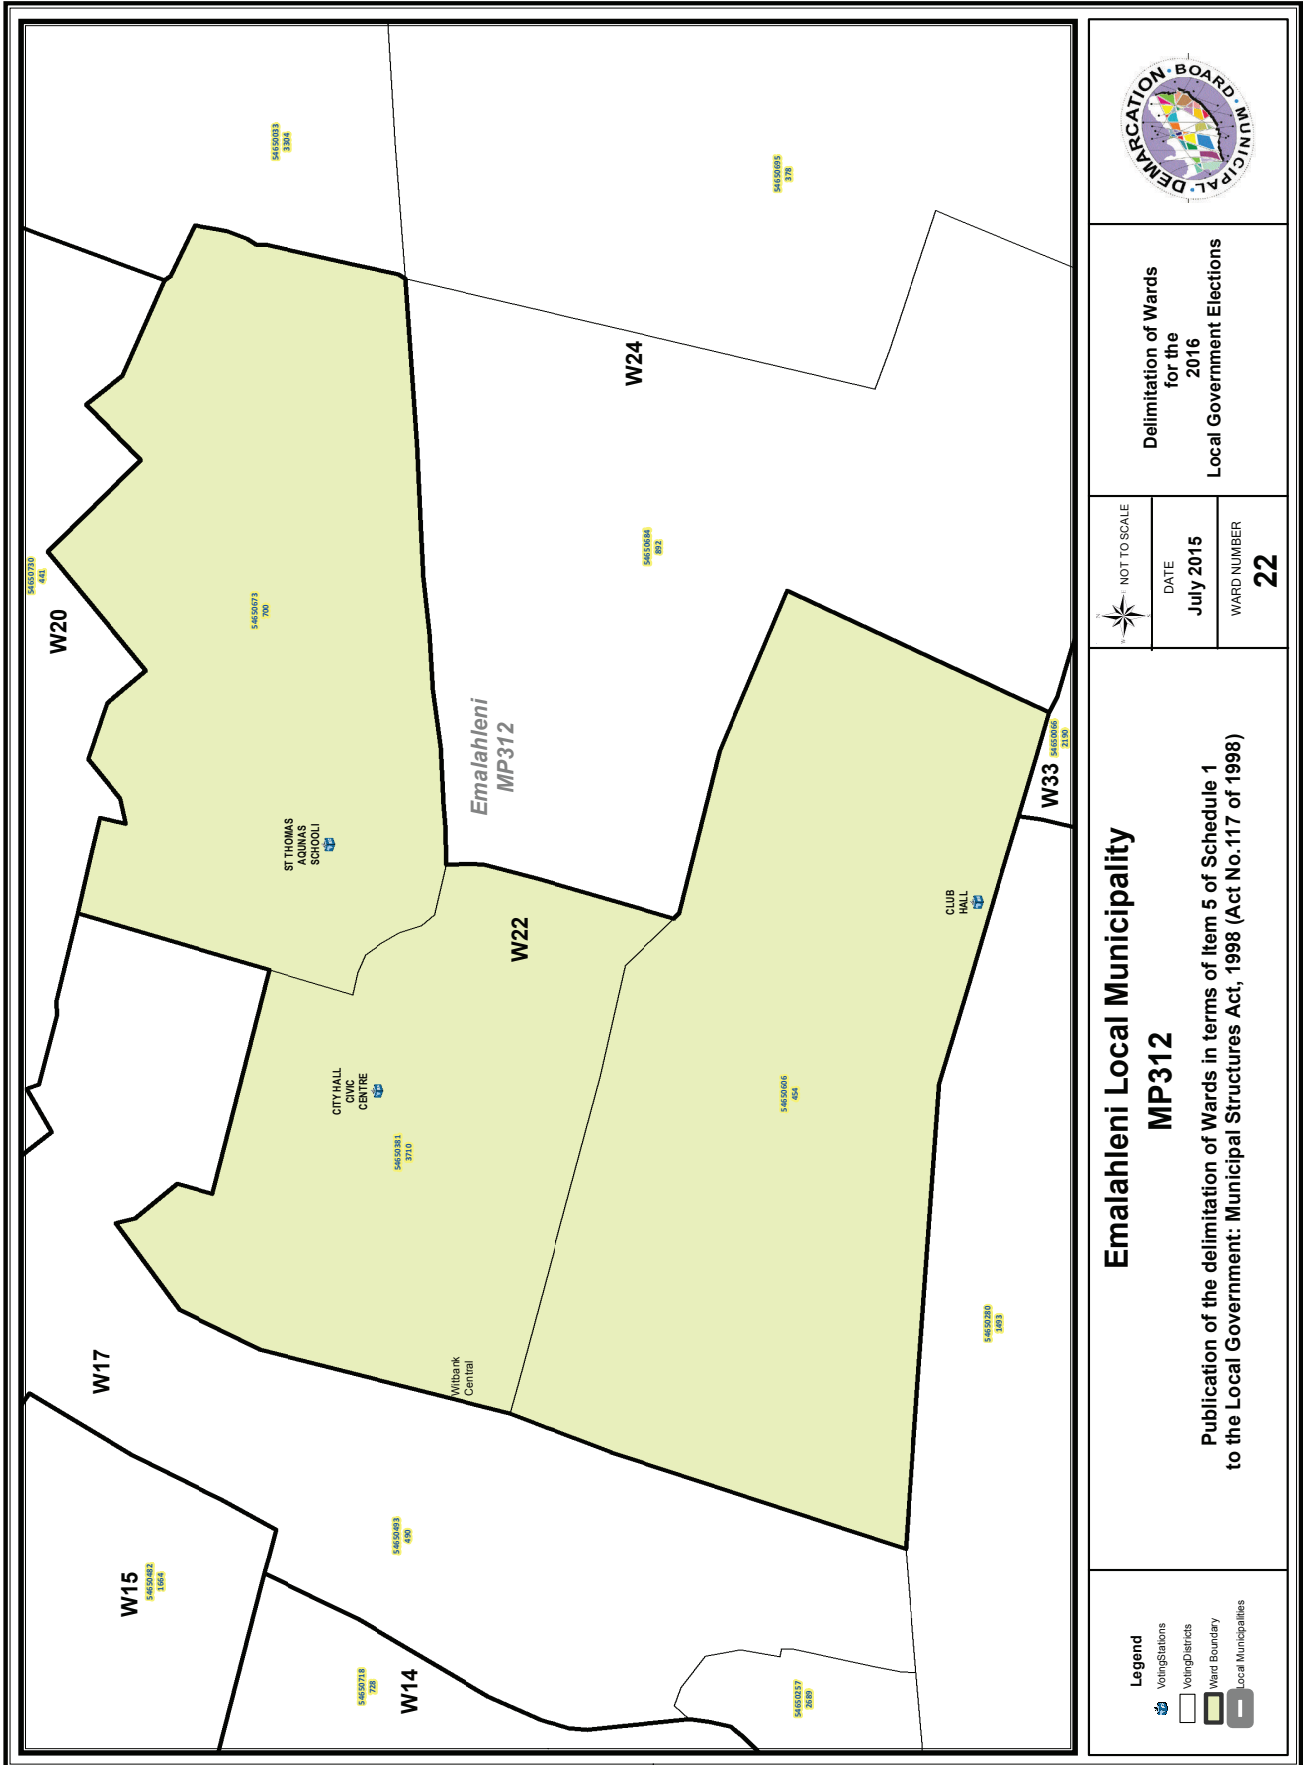 54650033
3304
54650695
378
W24
54650730
441
W20
54650673
700
54650684
892
Emalahleni
MP312
ST THOMAS
AQUNAS
SCHOOLI
W22
54650066
2190
W33
CLUB
HALL
CITY HALL
CIVIC
CENTRE
54650381
3710
54650606
454
54650280
1493
Witbank
Central
W17
54650493
490
W15
54650482
1664
54650718
728
W14
54650257
2689
Legend
VotingStations
VotingDistricts
Ward Boundary
Local Municipalities
Emalahleni Local Municipality
MP312
Publication of the delimitation of Wards in terms of Item 5 of Schedule 1
to the Local Government: Municipal Structures Act, 1998 (Act No.117 of 1998)
N
W
E
S
NOT TO SCALE
DATE
July 2015
WARD NUMBER
22
Delimitation of Wards
for the
2016
Local Government Elections
MUNICIPAL · DEMARCATION · BOARD ·